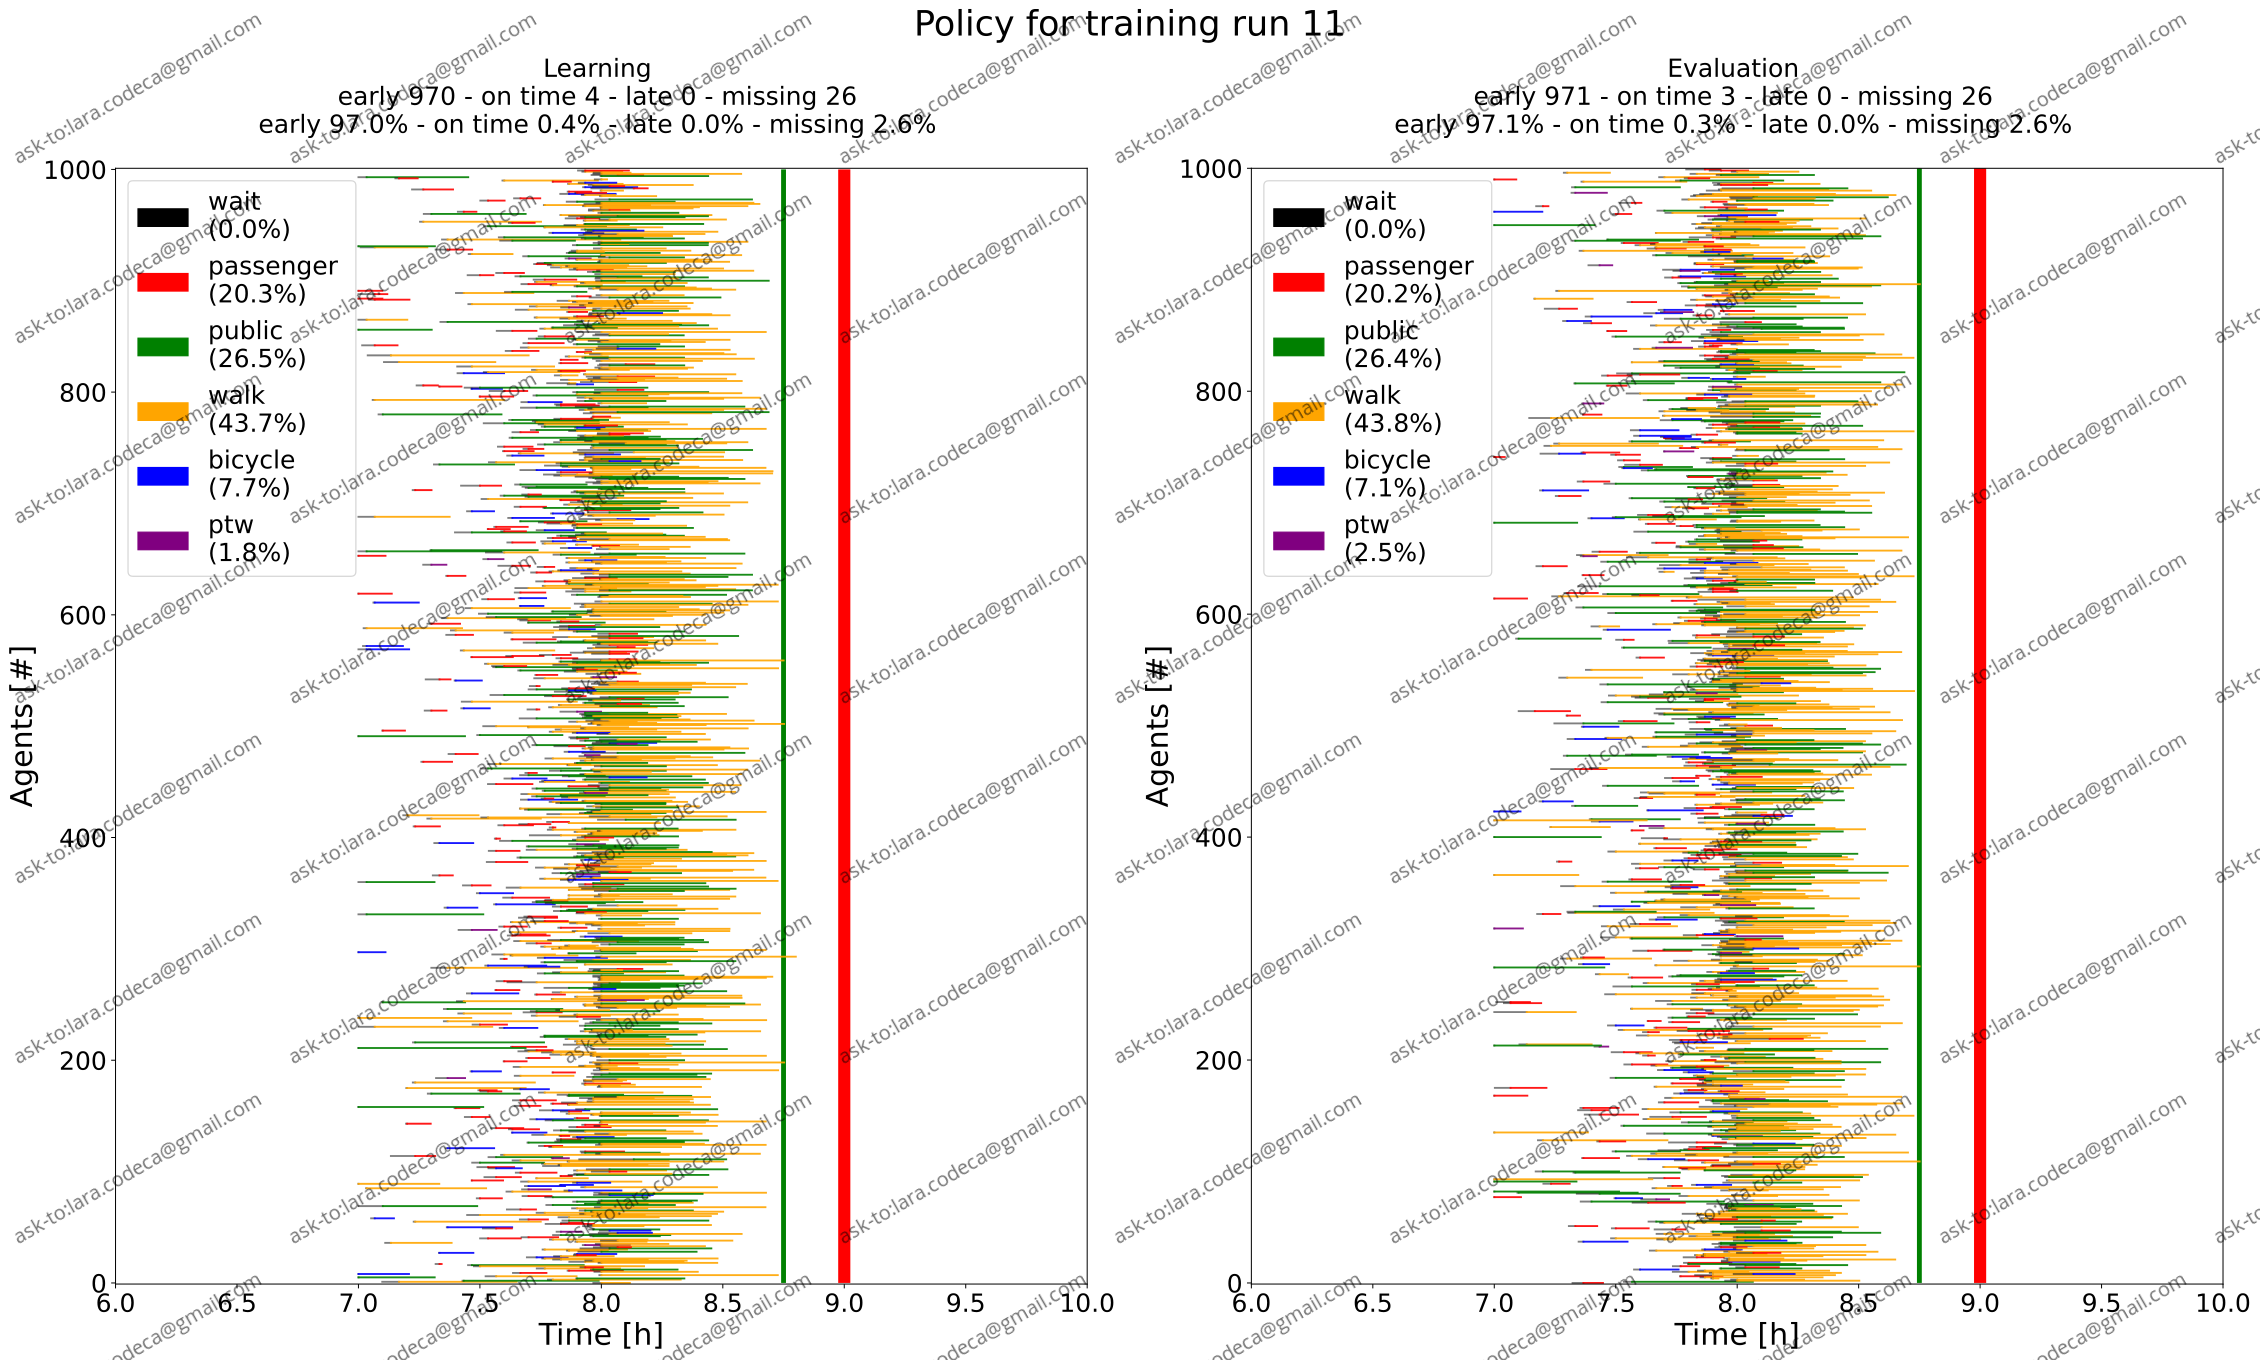 Policy for training run 11
Learning
early 970 - on time 4 - late 0 - missing 26
early 97.0% - on time 0.4% - late 0.0% - missing 2.6%
1000
800
600
400
200
0
Agents [#]
wait
(0.0%)
passenger
(20.3%)
public
(26.5%)
walk
(43.7%)
bicycle
(7.7%)
ptw
(1.8%)
6.0 6.5 7.0 7.5 8.0 8.5 9.0 9.5 10.0
Time [h]
Evaluation
early 971 - on time 3 - late 0 - missing 26
early 97.1% - on time 0.3% - late 0.0% - missing 2.6%
1000
800
600
400
200
0
Agents [#]
wait
(0.0%)
passenger
(20.2%)
public
(26.4%)
walk
(43.8%)
bicycle
(7.1%)
ptw
(2.5%)
6.0 6.5 7.0 7.5 8.0 8.5 9.0 9.5 10.0
Time [h]
ask-to:lara.codeca@gmail.com